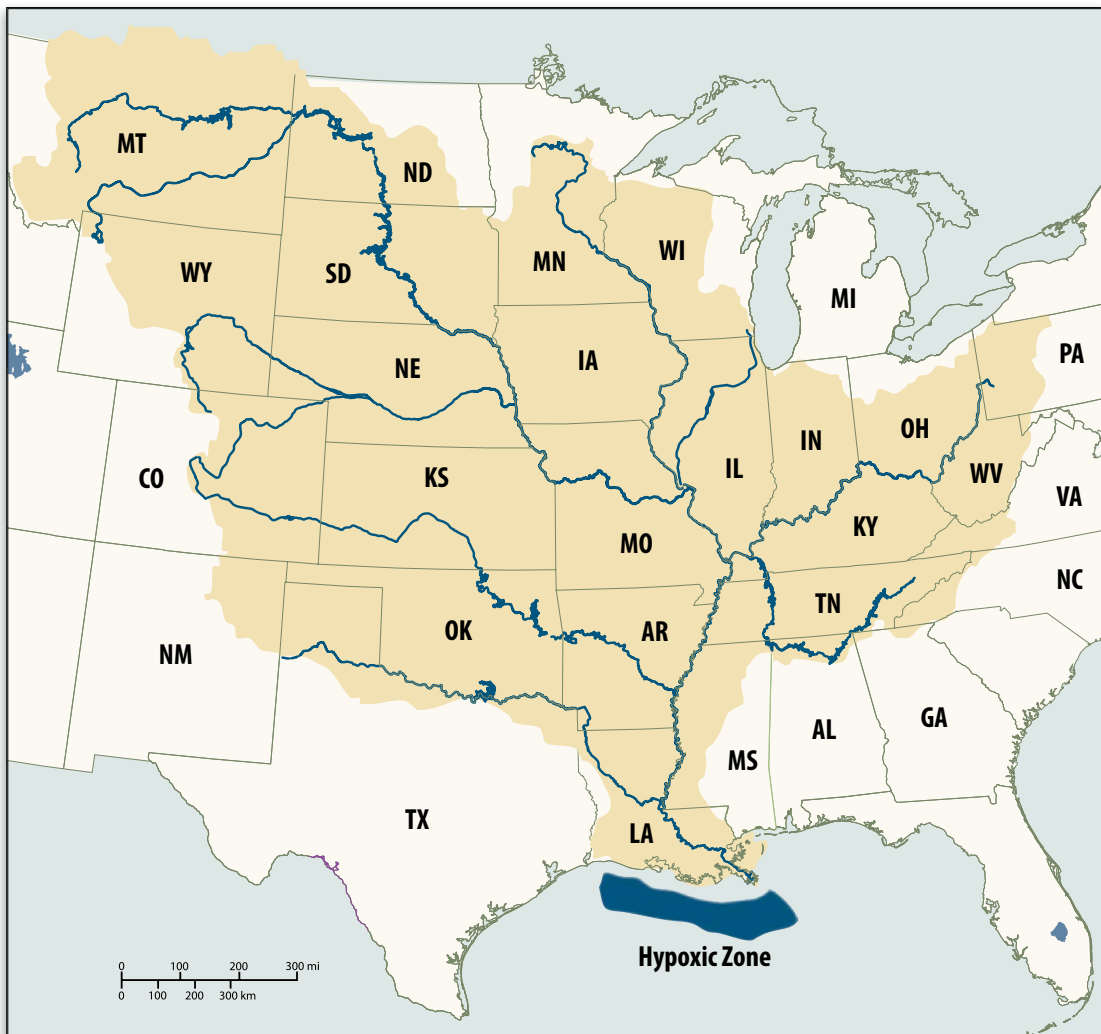 MT
ND
MN
WI
WY
SD
MI
PA
NE
IA
OH
IN
IL
WV
CO
KS
VA
KY
MO
NC
TN
OK
AR
NM
GA
AL
MS
TX
LA
Hypoxic Zone
0 100 200 300 mi
0 100 200 300 km